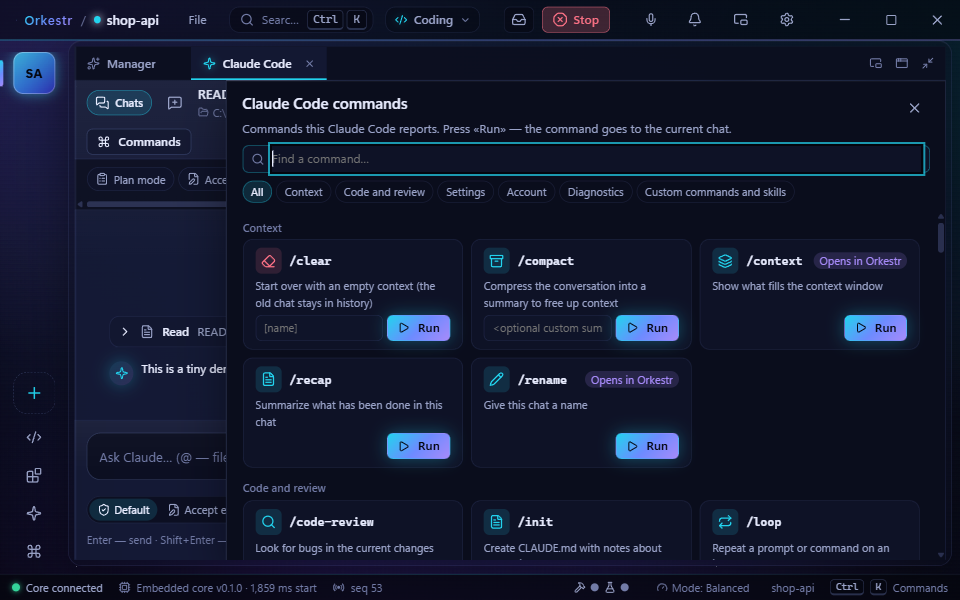 Orkestr / shop-api File Searc... Ctrl K Coding Stop
SA
Manager Claude Code
Chats READ
C:\
Commands
Plan mode Acce
Read READ
This is a tiny der
Ask Claude... (@ — file
Default Accept e
Enter — send · Shift+Enter —
Claude Code commands
Commands this Claude Code reports. Press «Run» — the command goes to the current chat.
Find a command...
All Context Code and review Settings Account Diagnostics Custom commands and skills
Context
/clear
Start over with an empty context (the
old chat stays in history)
[name] Run
/compact
Compress the conversation into a
summary to free up context
<optional custom sum Run
/context Opens in Orkestr
Show what fills the context window
Run
/recap
Summarize what has been done in this
chat
Run
/rename Opens in Orkestr
Give this chat a name
Run
Code and review
/code-review
Look for bugs in the current changes
/init
Create CLAUDE.md with notes about
/loop
Repeat a prompt or command on an
Core connected Embedded core v0.1.0 · 1,859 ms start seq 53 Mode: Balanced shop-api Ctrl K Commands